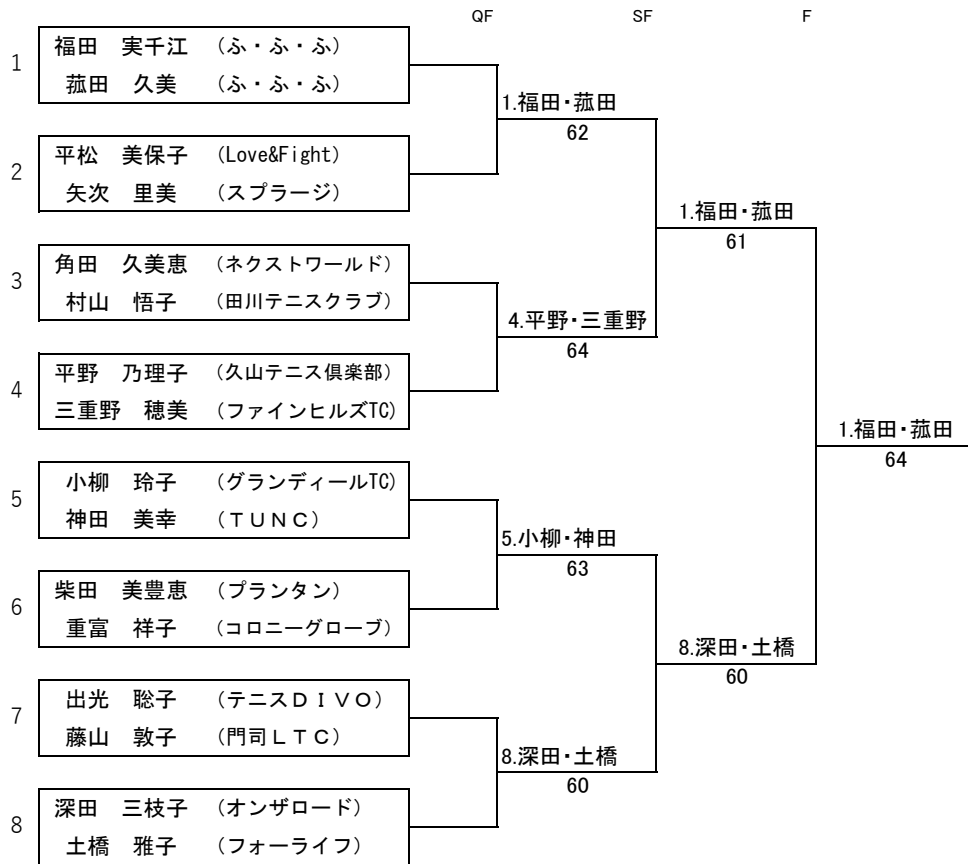 QF SF F
1
福田　実千江　（ふ・ふ・ふ）
菰田　久美　（ふ・ふ・ふ）
1.福田・菰田
62
2
平松　美保子　（Love&Fight）
矢次　里美　（スプラージ）
1.福田・菰田
61
3
角田　久美恵　（ネクストワールド）
村山　悟子　（田川テニスクラブ）
4.平野・三重野
64
4
平野　乃理子　（久山テニス倶楽部）
三重野　穂美　（ファインヒルズTC）
1.福田・菰田
64
5
小柳　玲子　（グランディールTC）
神田　美幸　（ＴＵＮＣ）
5.小柳・神田
63
6
柴田　美豊恵　（プランタン）
重富　祥子　（コロニーグローブ）
8.深田・土橋
60
7
出光　聡子　（テニスＤＩＶＯ）
藤山　敦子　（門司ＬＴＣ）
8.深田・土橋
60
8
深田　三枝子　（オンザロード）
土橋　雅子　（フォーライフ）